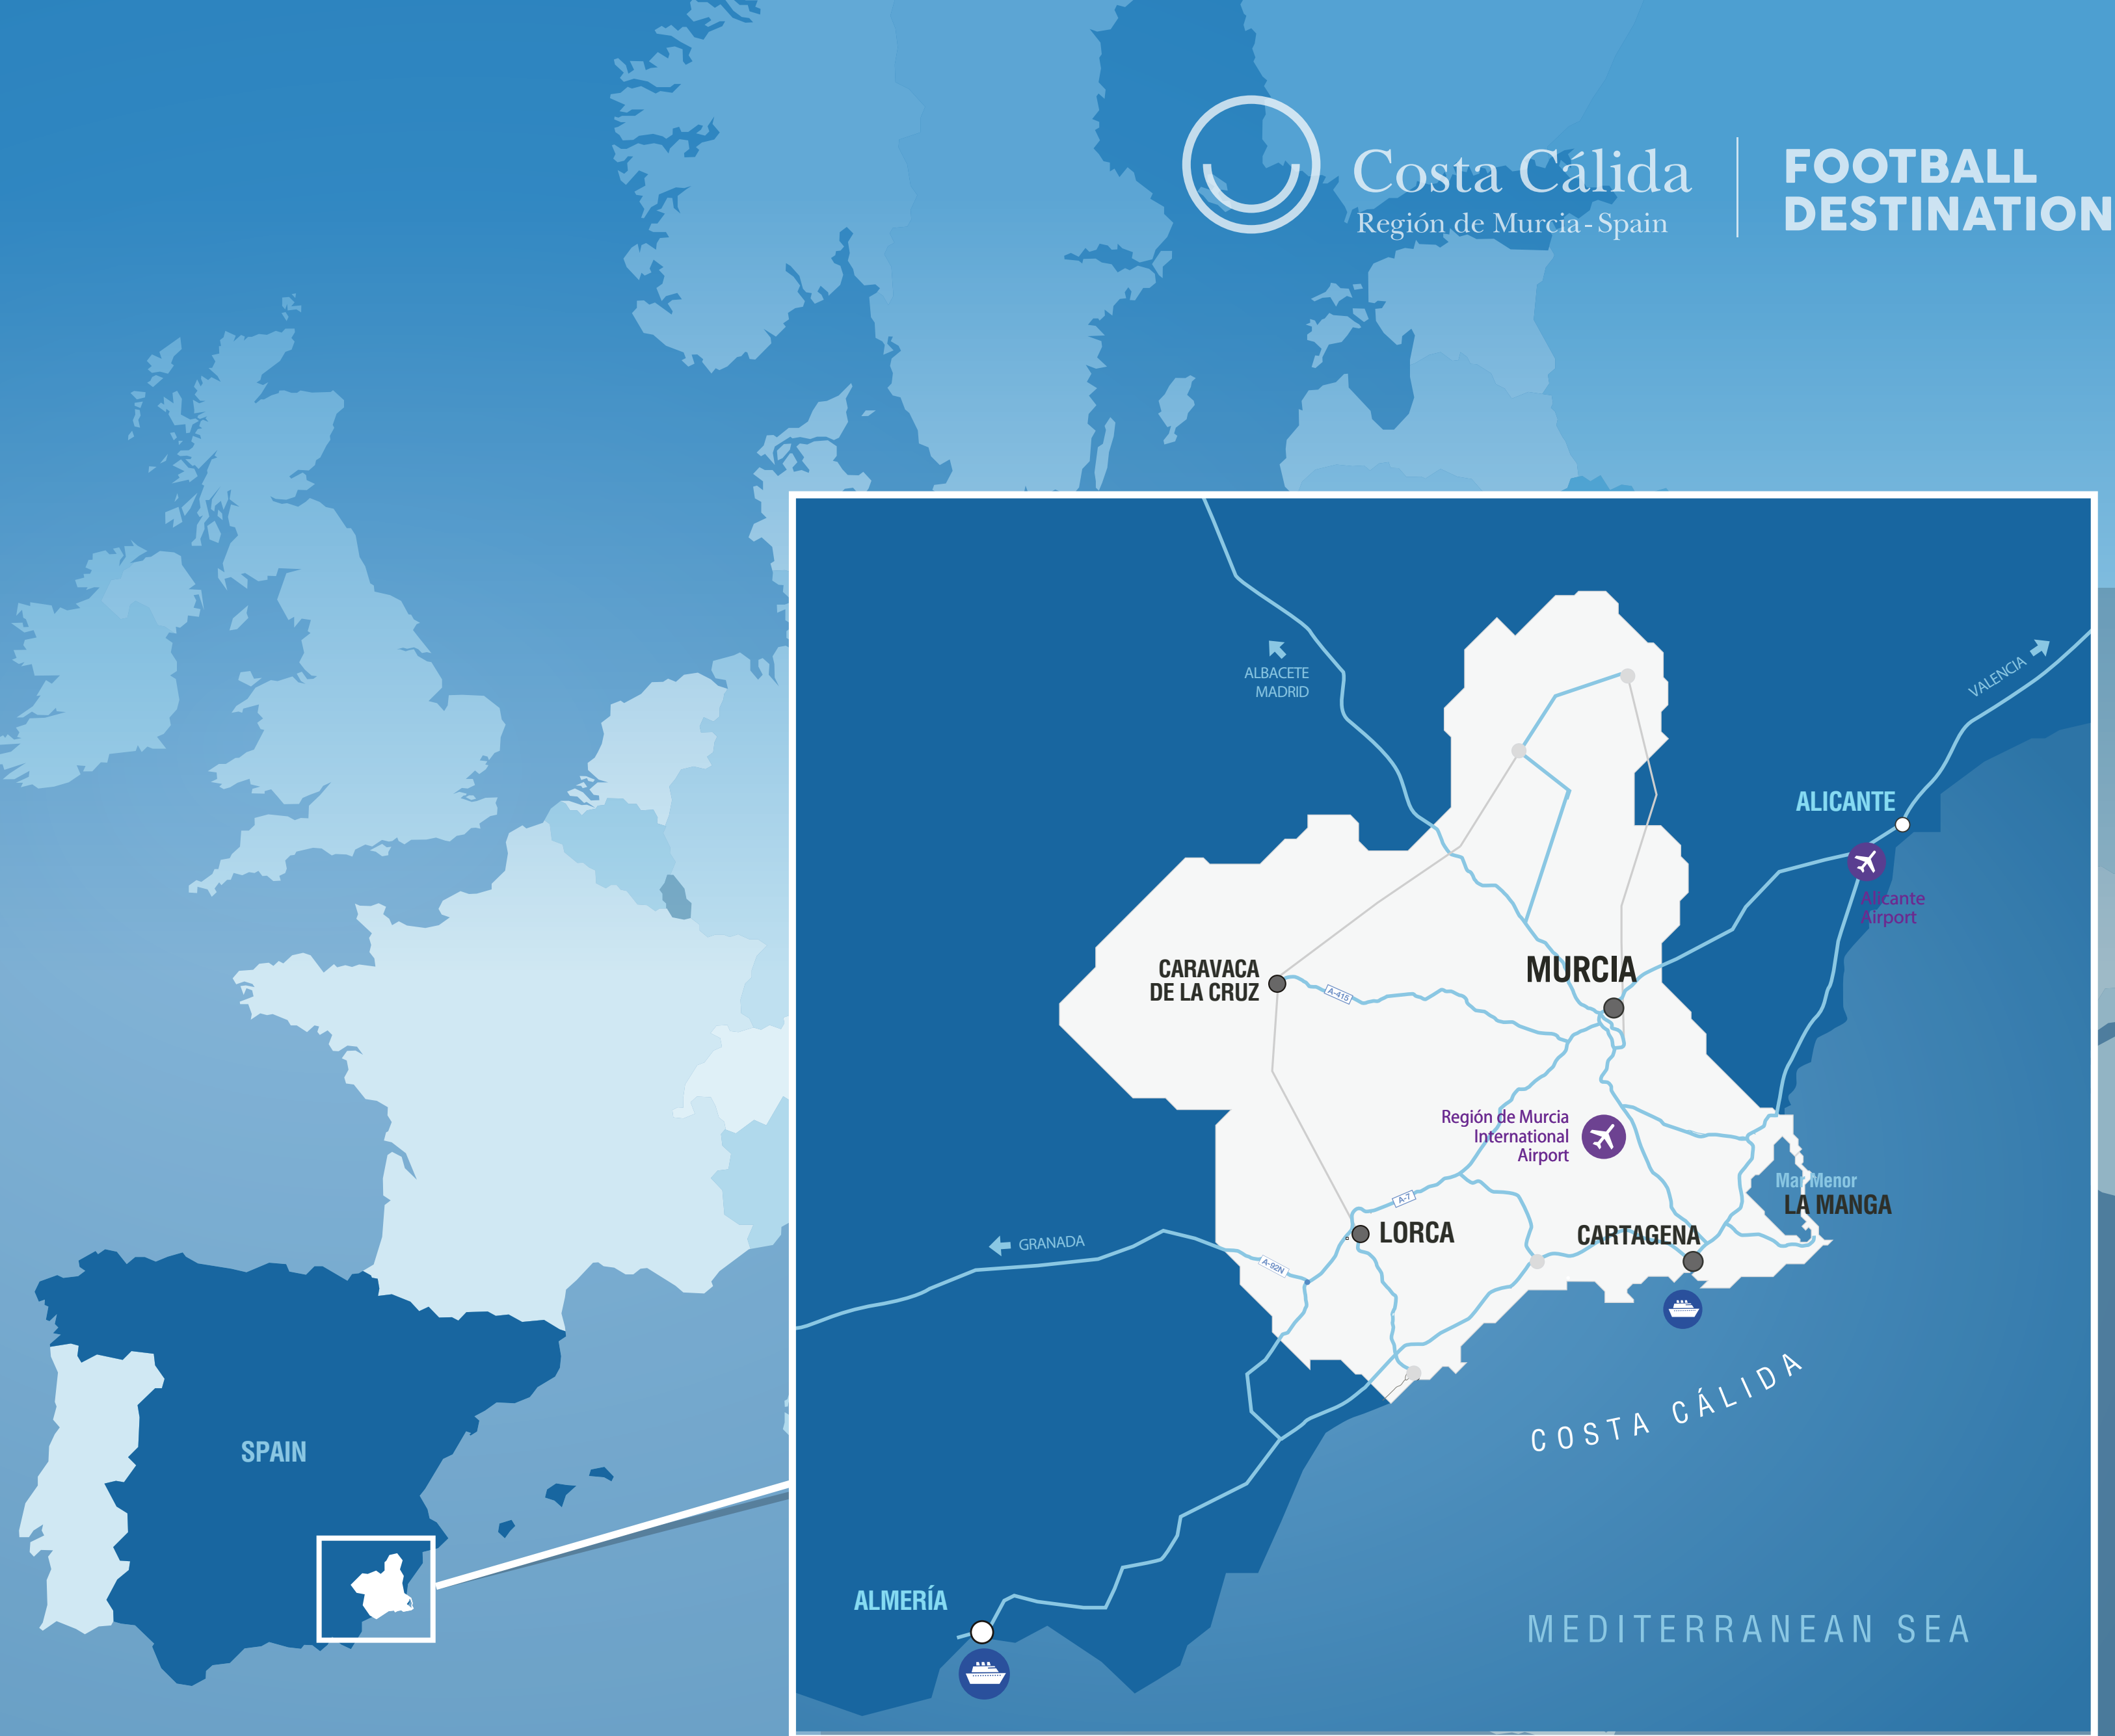 Costa Cálida
Región de Murcia - Spain
FOOTBALL
DESTINATION
ALBACETE
MADRID
VALENCIA
ALICANTE
Alicante
Airport
CARAVACA
DE LA CRUZ
MURCIA
A-415
Región de Murcia
International
Airport
Mar Menor
LA MANGA
A-7
LORCA
CARTAGENA
GRANADA
A-92N
COSTA CÁLIDA
SPAIN
ALMERÍA
MEDITERRANEAN SEA